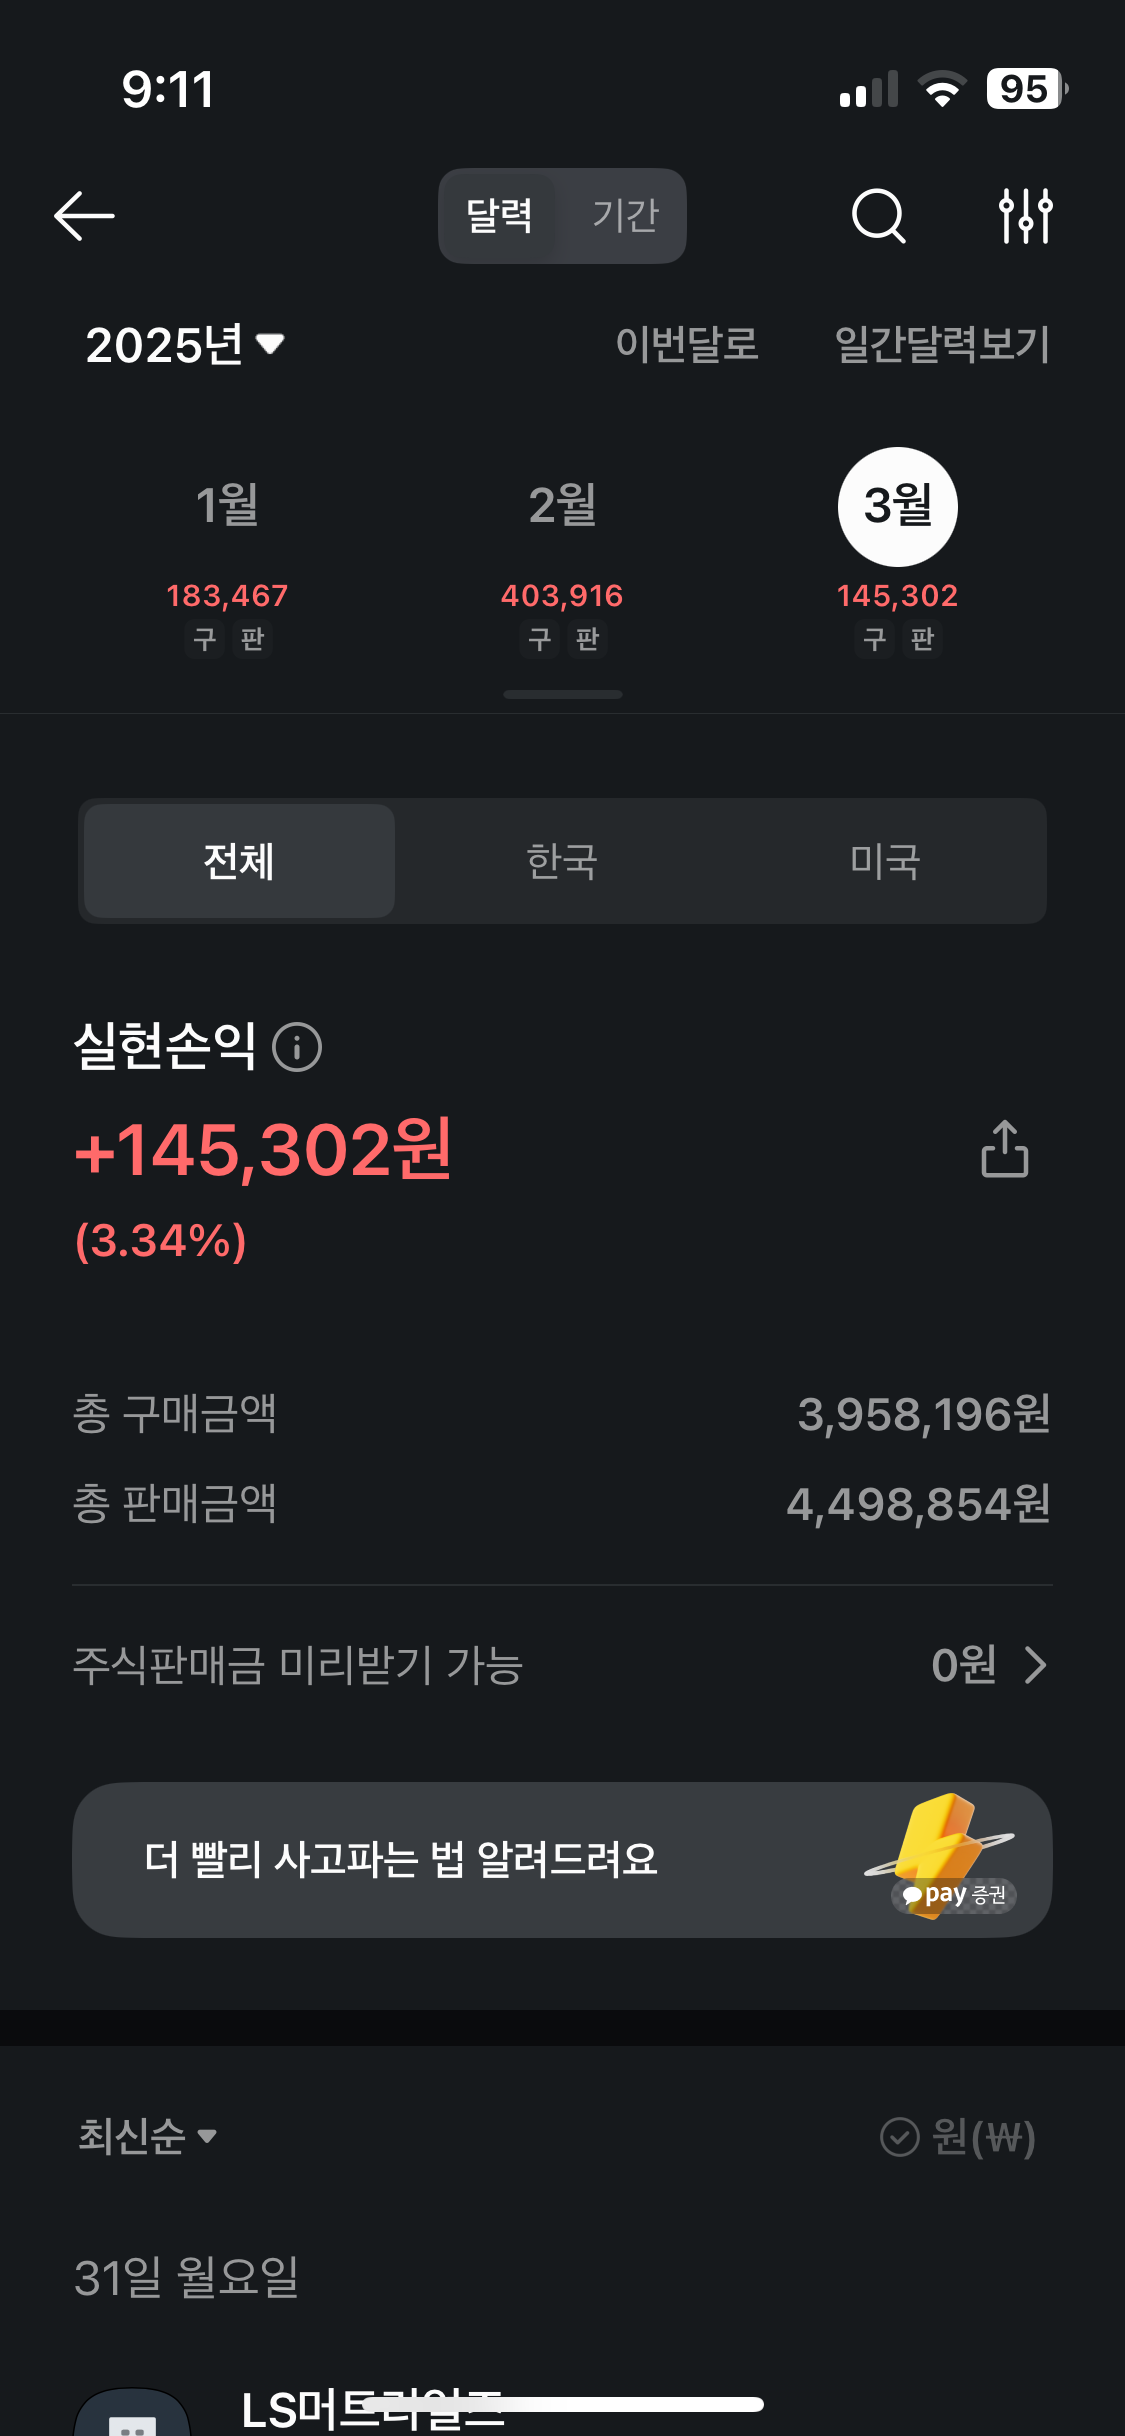 9:11
95
달력 기간
2025년 이번달로 일간달력보기
1월 2월 3월
183,467 403,916 145,302
구 판 구 판 구 판
전체 한국 미국
실현손익
+145,302원
(3.34%)
총 구매금액 3,958,196원
총 판매금액 4,498,854원
주식판매금 미리받기 가능 0원
더 빨리 사고파는 법 알려드려요
pay 증권
최신순 원(₩)
31일 월요일
LS머트리얼즈